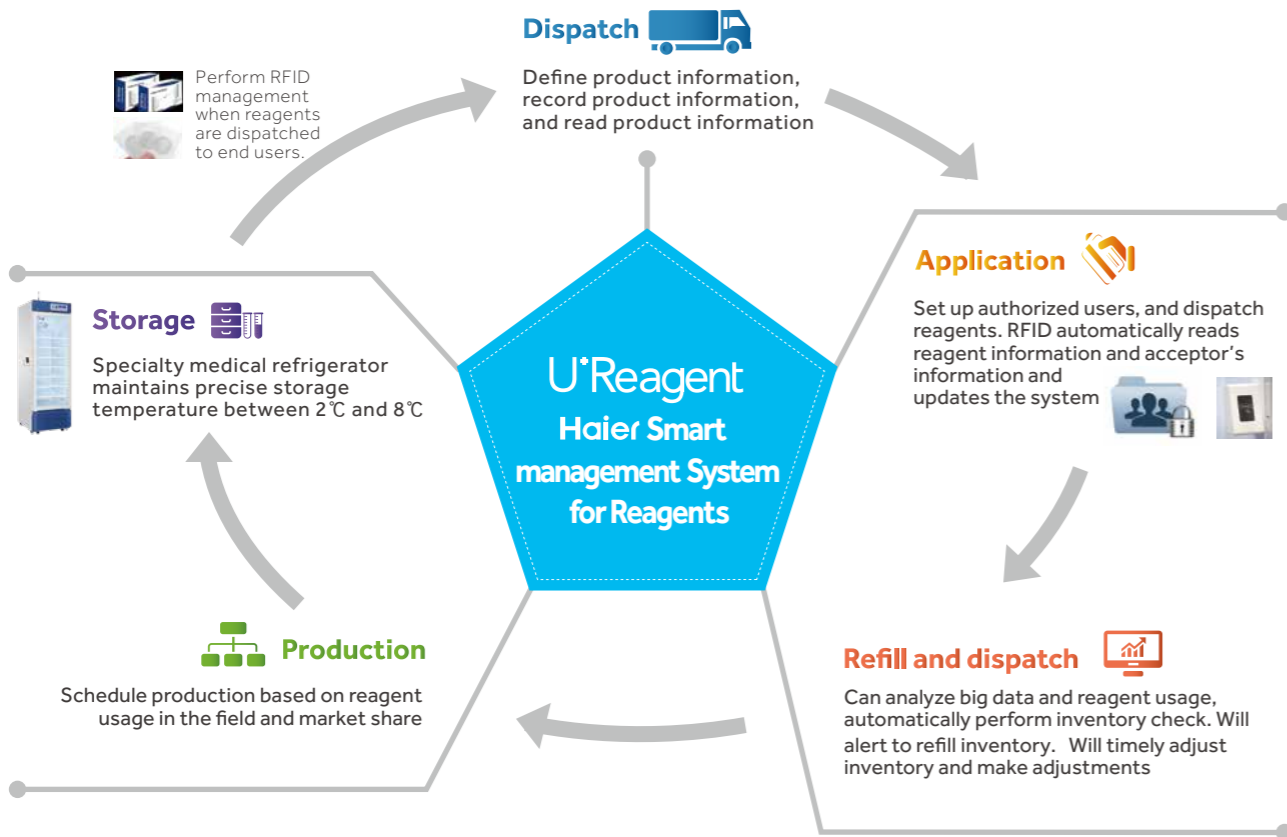 Dispatch
Define product information,
record product information,
and read product information
Perform RFID
management
when reagents
are dispatched
to end users.
Application
Set up authorized users, and dispatch
reagents. RFID automatically reads
reagent information and acceptor's
information and
updates the system
Storage
Specialty medical refrigerator
maintains precise storage
temperature between 2℃ and 8℃
U+Reagent
Haier Smart
management System
for Reagents
Production
Schedule production based on reagent
usage in the field and market share
Refill and dispatch
Can analyze big data and reagent usage,
automatically perform inventory check. Will
alert to refill inventory. Will timely adjust
inventory and make adjustments